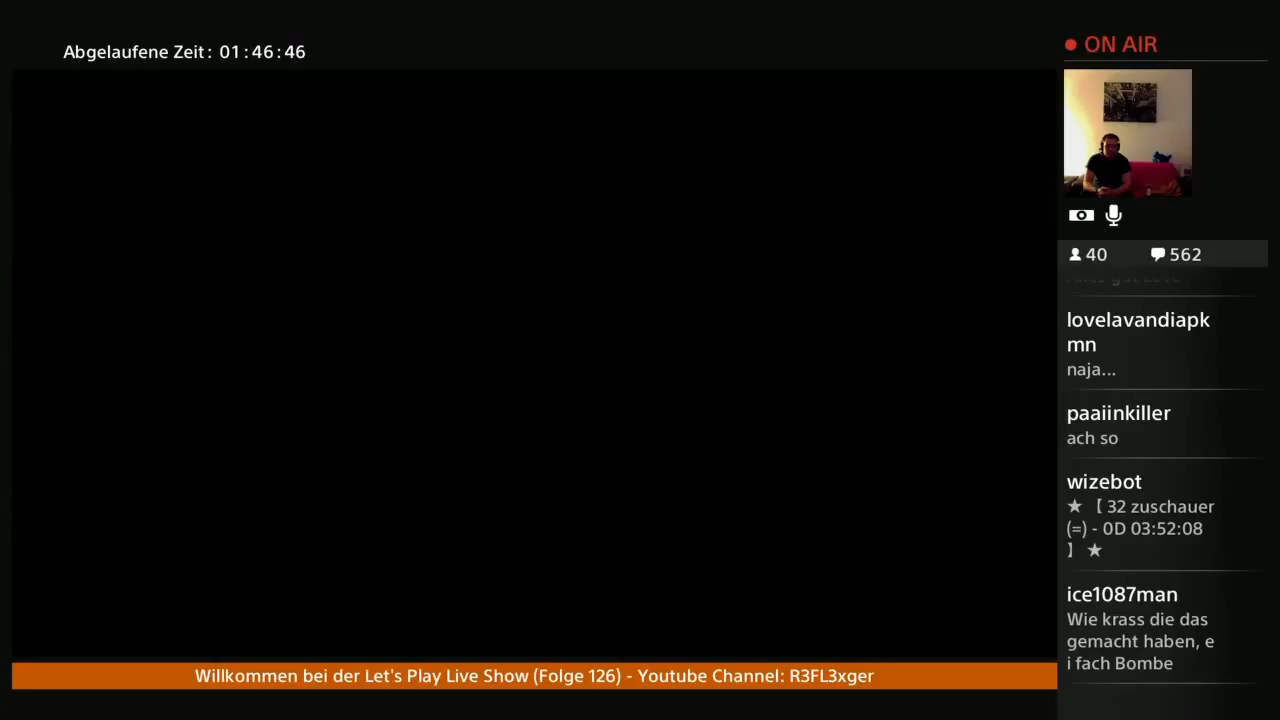 Abgelaufene Zeit: 01:46:46
ON AIR
40 562
lovelavandiapk
mn
naja...
paaiinkiller
ach so
wizebot
★ 【 32 zuschauer
(=) - 0D 03:52:08
】 ★
ice1087man
Wie krass die das
gemacht haben, e
i fach Bombe
Willkommen bei der Let's Play Live Show (Folge 126) - Youtube Channel: R3FL3xger